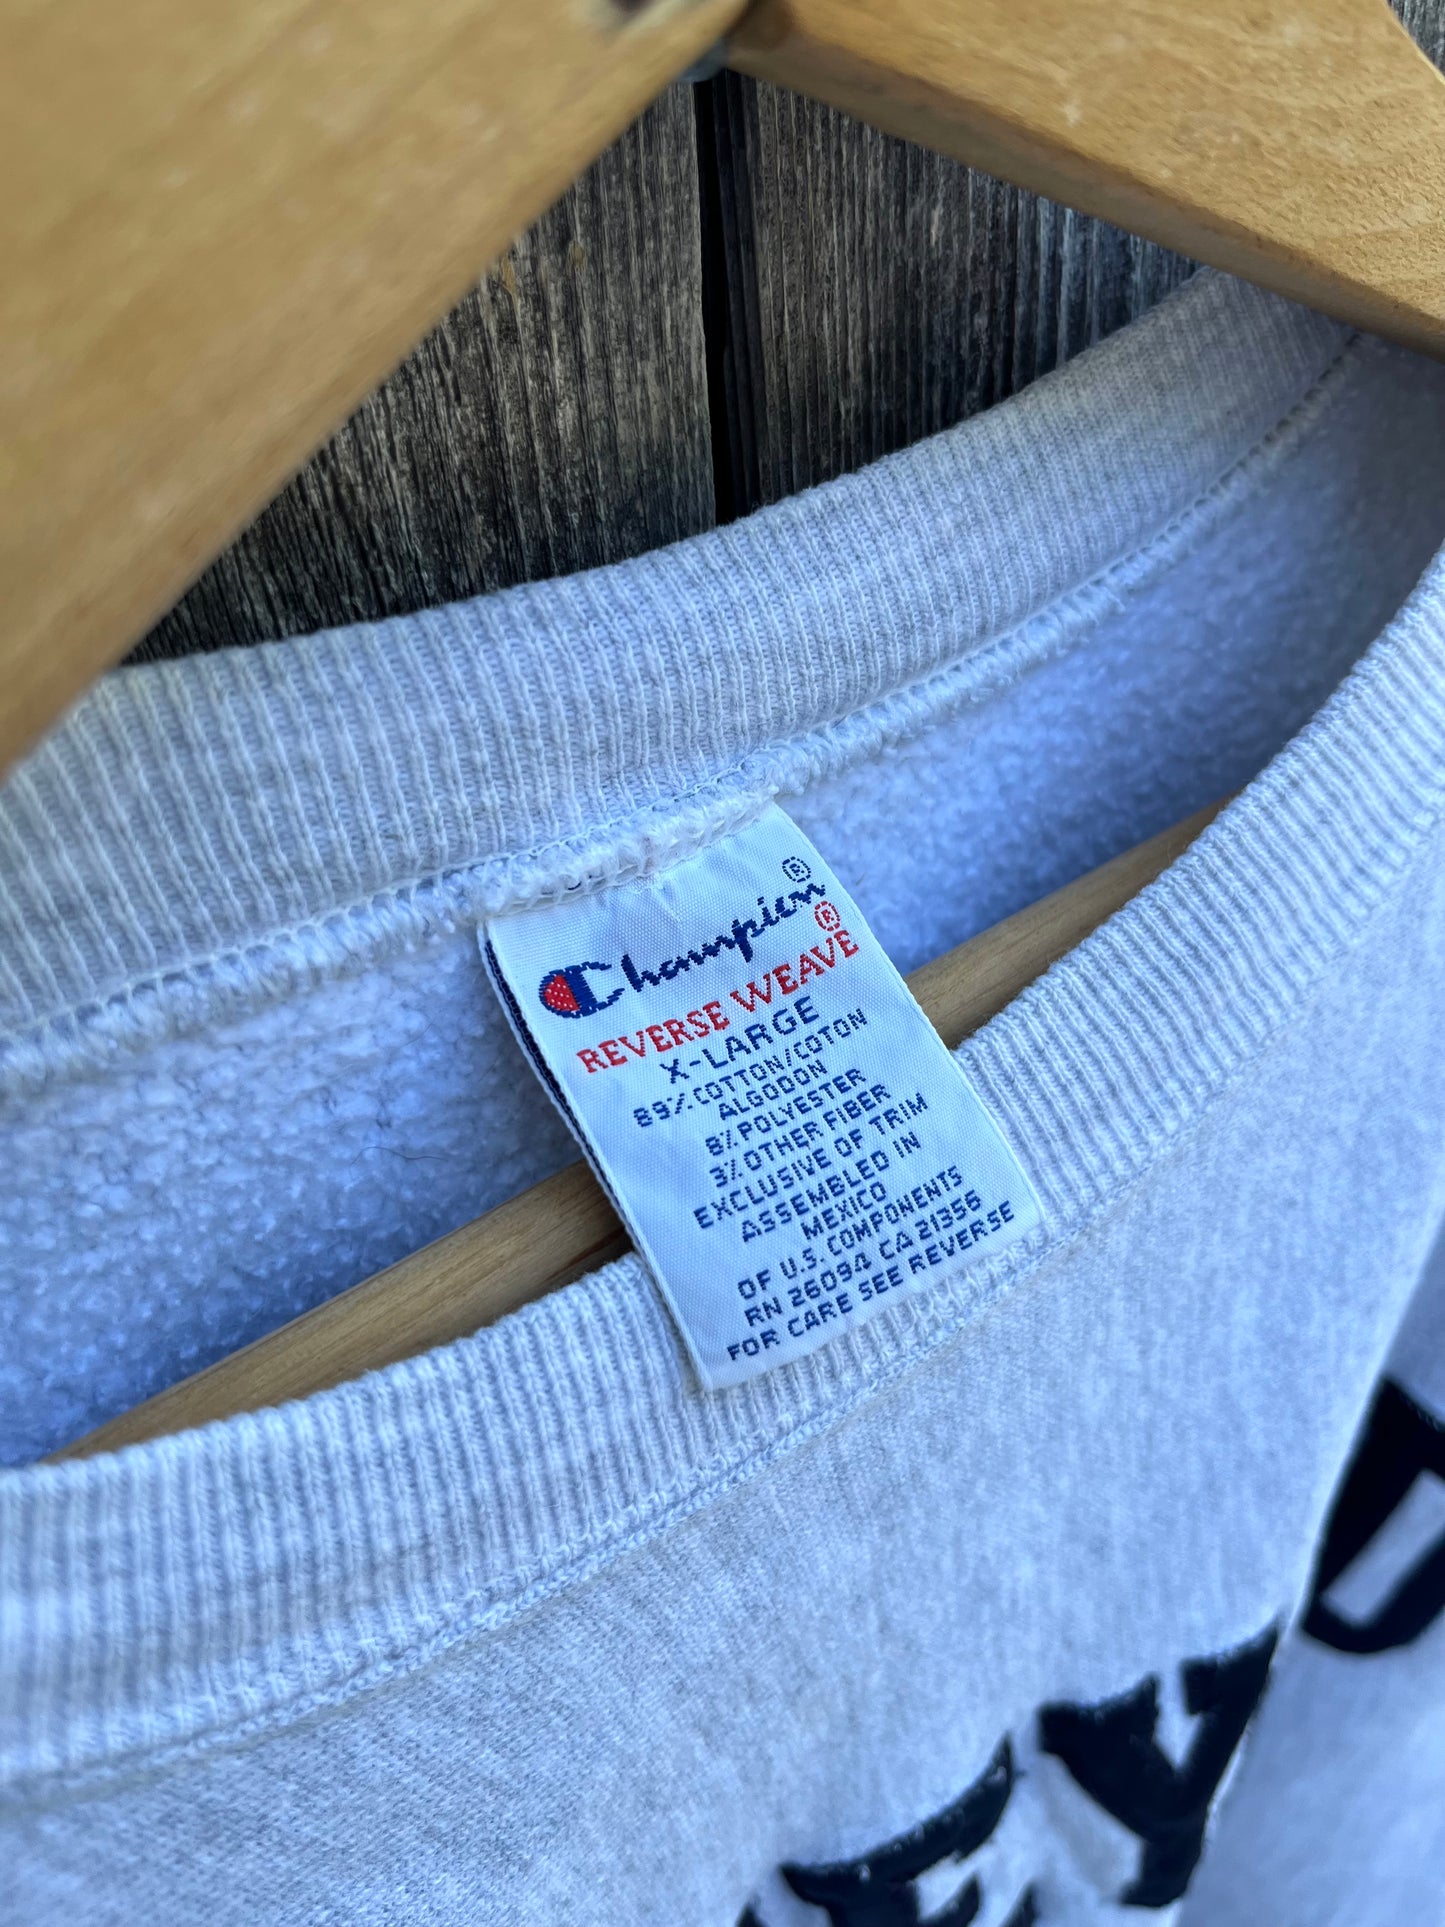 Champion®
REVERSE WEAVE®
X-LARGE
89% COTTON/COTON
ALGODON
8% POLYESTER
3% OTHER FIBER
EXCLUSIVE OF TRIM
ASSEMBLED IN
MEXICO
OF U.S. COMPONENTS
RN 26094 CA 21356
FOR CARE SEE REVERSE